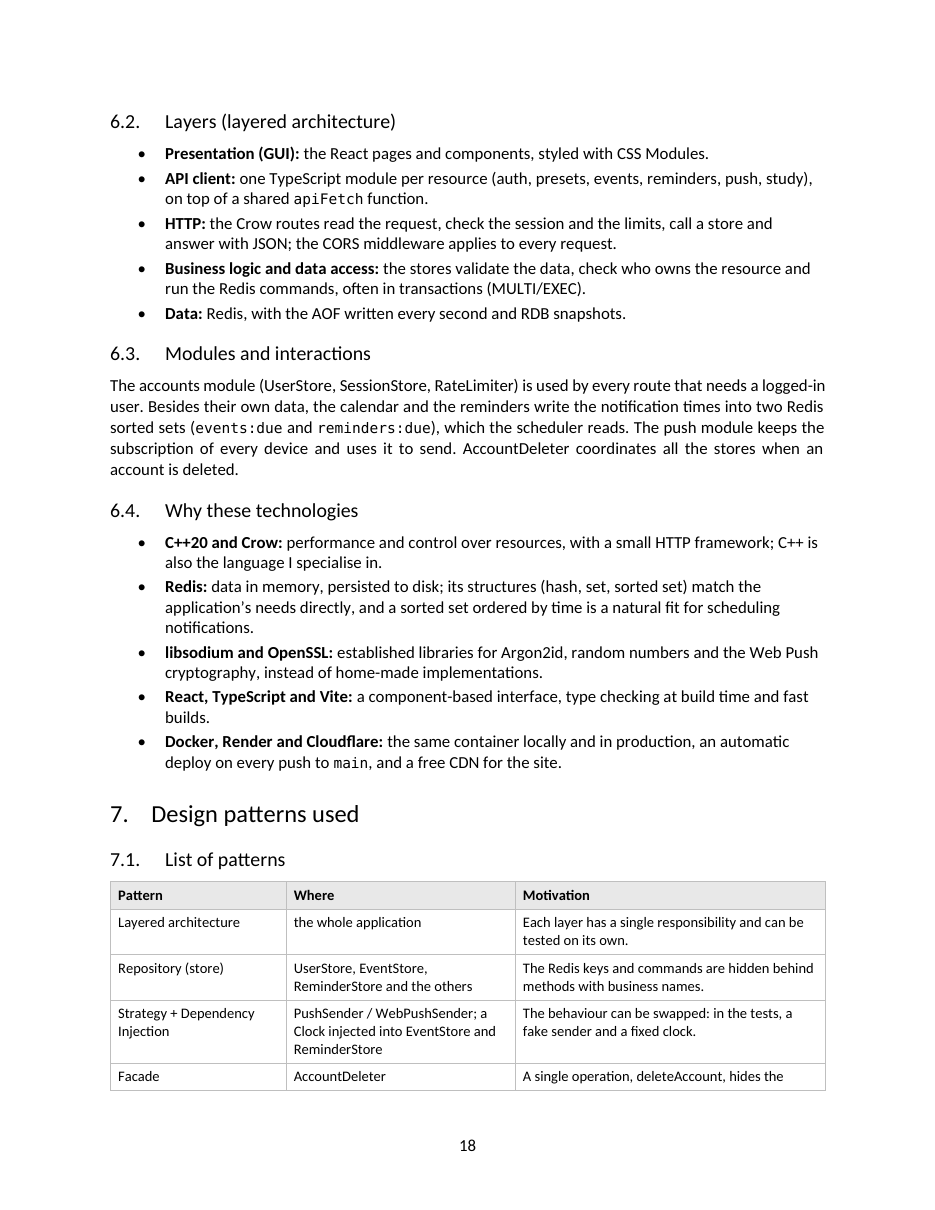 6.2. Layers (layered architecture)
• Presentation (GUI): the React pages and components, styled with CSS Modules.
• API client: one TypeScript module per resource (auth, presets, events, reminders, push, study),
on top of a shared apiFetch function.
• HTTP: the Crow routes read the request, check the session and the limits, call a store and
answer with JSON; the CORS middleware applies to every request.
• Business logic and data access: the stores validate the data, check who owns the resource and
run the Redis commands, often in transactions (MULTI/EXEC).
• Data: Redis, with the AOF written every second and RDB snapshots.
6.3. Modules and interactions
The accounts module (UserStore, SessionStore, RateLimiter) is used by every route that needs a logged-in
user. Besides their own data, the calendar and the reminders write the notification times into two Redis
sorted sets (events:due and reminders:due), which the scheduler reads. The push module keeps the
subscription of every device and uses it to send. AccountDeleter coordinates all the stores when an
account is deleted.
6.4. Why these technologies
• C++20 and Crow: performance and control over resources, with a small HTTP framework; C++ is
also the language I specialise in.
• Redis: data in memory, persisted to disk; its structures (hash, set, sorted set) match the
application’s needs directly, and a sorted set ordered by time is a natural fit for scheduling
notifications.
• libsodium and OpenSSL: established libraries for Argon2id, random numbers and the Web Push
cryptography, instead of home-made implementations.
• React, TypeScript and Vite: a component-based interface, type checking at build time and fast
builds.
• Docker, Render and Cloudflare: the same container locally and in production, an automatic
deploy on every push to main, and a free CDN for the site.
7. Design patterns used
7.1. List of patterns
Pattern Where Motivation
Layered architecture the whole application Each layer has a single responsibility and can be
tested on its own.
Repository (store) UserStore, EventStore, The Redis keys and commands are hidden behind
ReminderStore and the others methods with business names.
Strategy + Dependency PushSender / WebPushSender; a The behaviour can be swapped: in the tests, a
Injection Clock injected into EventStore and fake sender and a fixed clock.
ReminderStore
Facade AccountDeleter A single operation, deleteAccount, hides the
18